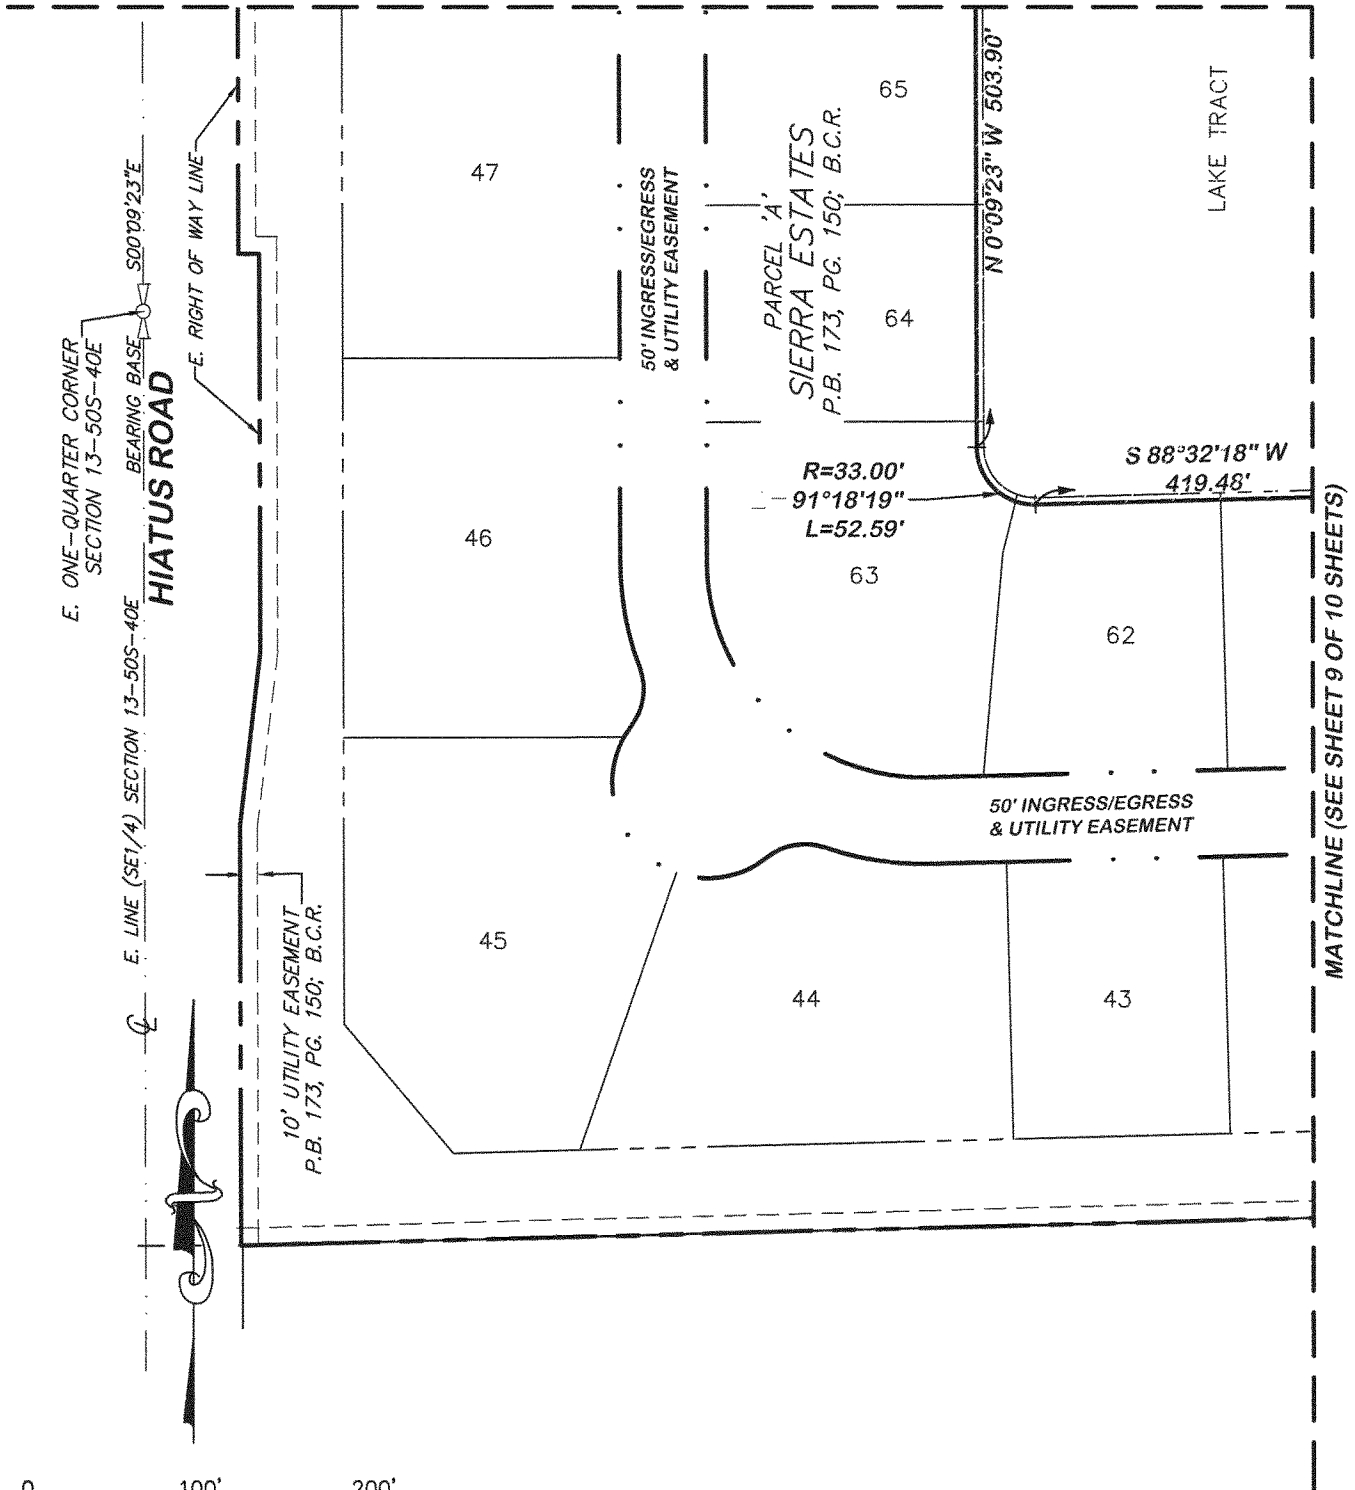 E. ONE-QUARTER CORNER
SECTION 13-50S-40E
E. LINE (SE1/4) SECTION 13-50S-40E
BEARING BASE S00°09'23"E
HIATUS ROAD
E. RIGHT OF WAY LINE
47
50' INGRESS/EGRESS
& UTILITY EASEMENT
65
PARCEL 'A'
SIERRA ESTATES
P.B. 173, PG. 150; B.C.R.
64
N 0°09'23" W 503.90'
LAKE TRACT
R=33.00'
91°18'19"
L=52.59'
S 88°32'18" W
419.48'
46
63
62
50' INGRESS/EGRESS
& UTILITY EASEMENT
MATCHLINE (SEE SHEET 9 OF 10 SHEETS)
10' UTILITY EASEMENT
P.B. 173, PG. 150; B.C.R.
45
44
43
0 100' 200'